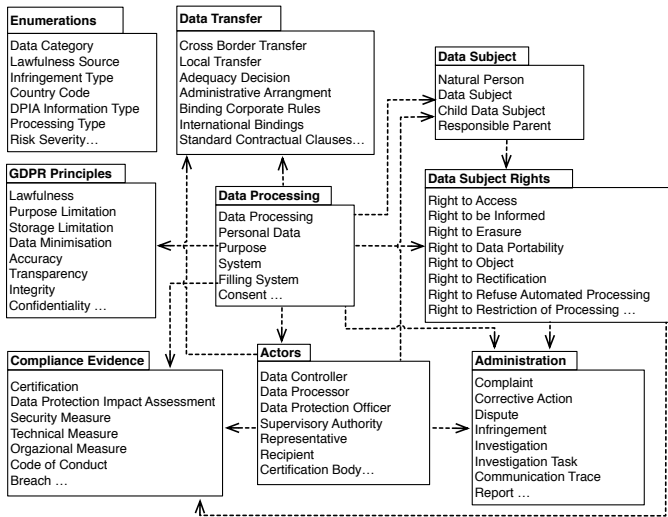 Enumerations
Data Category
Lawfulness Source
Infringement Type
Country Code
DPIA Information Type
Processing Type
Risk Severity…
Data Transfer
Cross Border Transfer
Local Transfer
Adequacy Decision
Administrative Arrangment
Binding Corporate Rules
International Bindings
Standard Contractual Clauses…
Data Subject
Natural Person
Data Subject
Child Data Subject
Responsible Parent
GDPR Principles
Lawfulness
Purpose Limitation
Storage Limitation
Data Minimisation
Accuracy
Transparency
Integrity
Confidentiality …
Data Processing
Data Processing
Personal Data
Purpose
System
Filling System
Consent …
Data Subject Rights
Right to Access
Right to be Informed
Right to Erasure
Right to Data Portability
Right to Object
Right to Rectification
Right to Refuse Automated Processing
Right to Restriction of Processing …
Compliance Evidence
Certification
Data Protection Impact Assessment
Security Measure
Technical Measure
Orgazional Measure
Code of Conduct
Breach …
Actors
Data Controller
Data Processor
Data Protection Officer
Supervisory Authority
Representative
Recipient
Certification Body…
Administration
Complaint
Corrective Action
Dispute
Infringement
Investigation
Investigation Task
Communication Trace
Report …